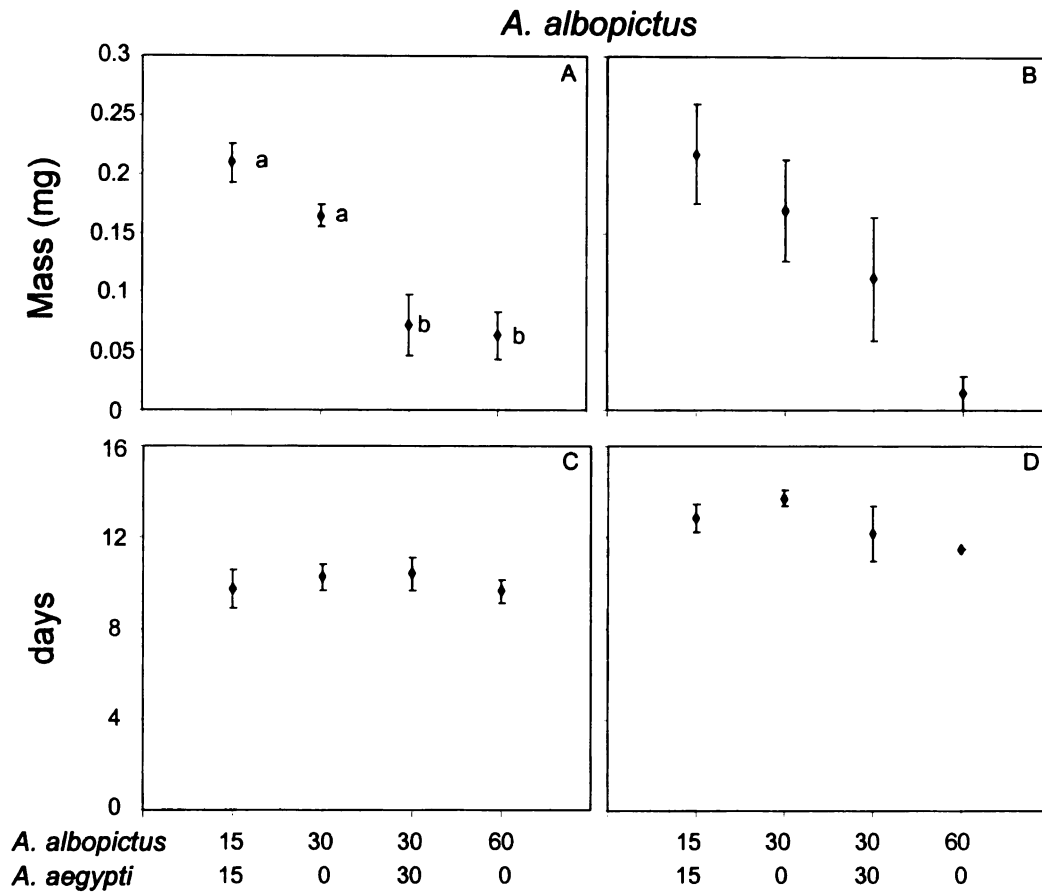 A. albopictus
0.3
A
B
0.25
a
0.2
Mass (mg)
a
0.15
0.1
b
b
0.05
0
16
C
D
12
days
8
4
0
A. albopictus 15 30 30 60 15 30 30 60
A. aegypti 15 0 30 0 15 0 30 0